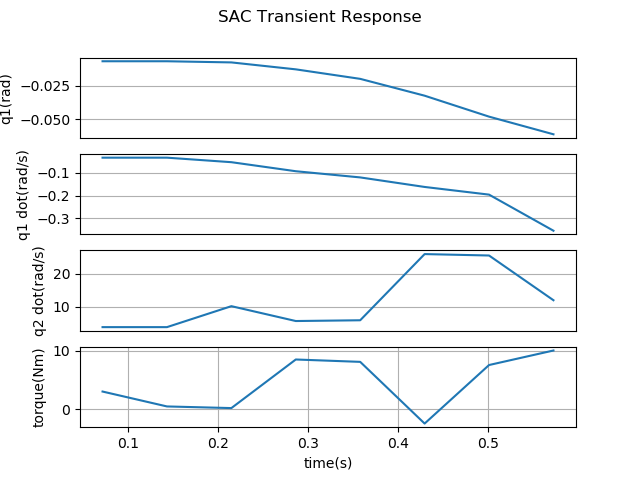 SAC Transient Response
q1(rad)
−0.025
−0.050
q1 dot(rad/s)
−0.1
−0.2
−0.3
q2 dot(rad/s)
20
10
torque(Nm)
10
0
0.1 0.2 0.3 0.4 0.5
time(s)